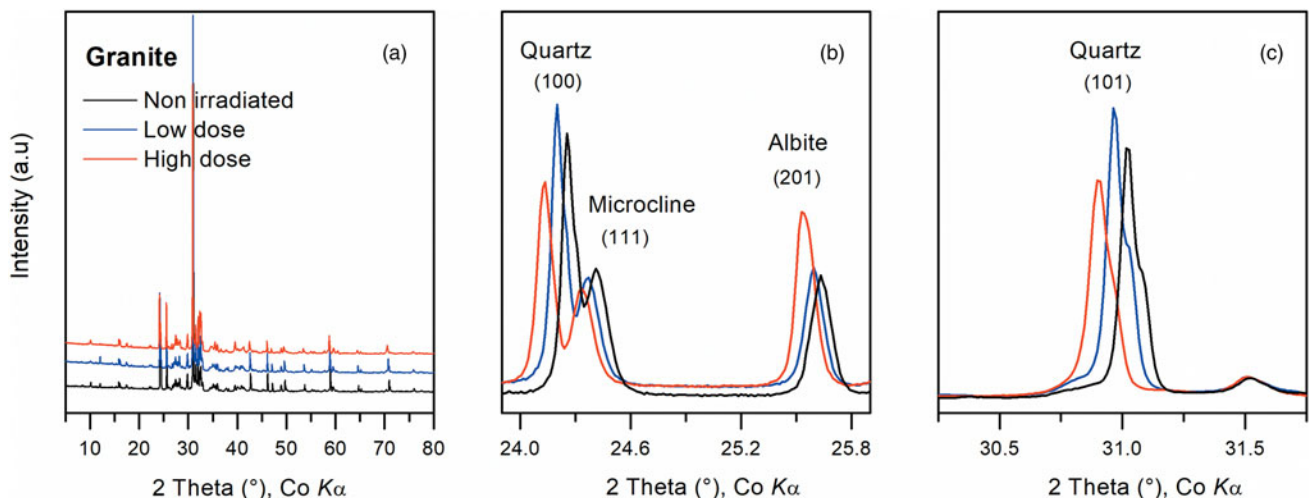 Granite
(a)
Non irradiated
Low dose
High dose
Intensity (a.u)
10 20 30 40 50 60 70 80
2 Theta (°), Co Kα
Quartz
(100)
(b)
Microcline
(111)
Albite
(201)
24.0 24.6 25.2 25.8
2 Theta (°), Co Kα
Quartz
(101)
(c)
30.5 31.0 31.5
2 Theta (°), Co Kα